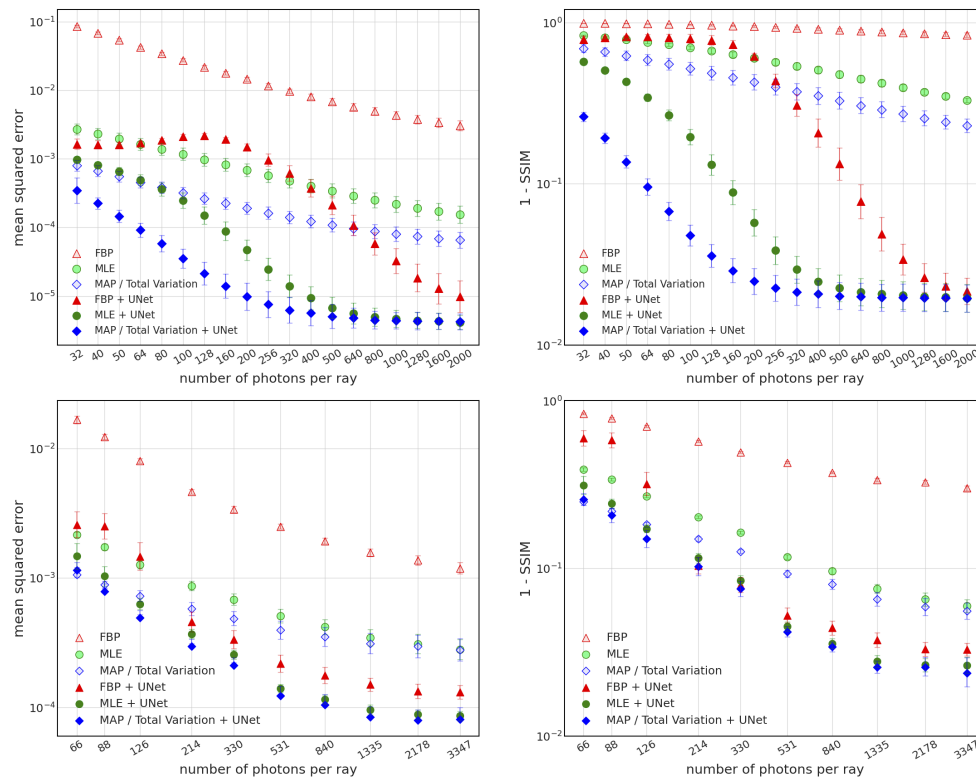 10⁻¹
10⁻²
10⁻³
10⁻⁴
10⁻⁵
mean squared error
FBP
MLE
MAP / Total Variation
FBP + UNet
MLE + UNet
MAP / Total Variation + UNet
32 40 50 64 80 100 128 160 200 256 320 400 500 640 800 1000 1280 1600 2000
number of photons per ray
10⁰
10⁻¹
10⁻²
1 - SSIM
FBP
MLE
MAP / Total Variation
FBP + UNet
MLE + UNet
MAP / Total Variation + UNet
32 40 50 64 80 100 128 160 200 256 320 400 500 640 800 1000 1280 1600 2000
number of photons per ray
10⁻²
10⁻³
10⁻⁴
mean squared error
FBP
MLE
MAP / Total Variation
FBP + UNet
MLE + UNet
MAP / Total Variation + UNet
66 88 126 214 330 531 840 1335 2178 3347
number of photons per ray
10⁰
10⁻¹
10⁻²
1 - SSIM
FBP
MLE
MAP / Total Variation
FBP + UNet
MLE + UNet
MAP / Total Variation + UNet
66 88 126 214 330 531 840 1335 2178 3347
number of photons per ray